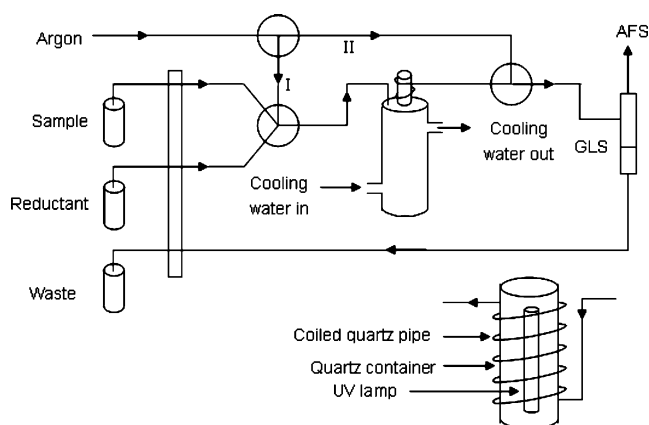 Argon
II
AFS
I
Sample
Cooling
water out
GLS
Cooling
water in
Reductant
Waste
Coiled quartz pipe
Quartz container
UV lamp